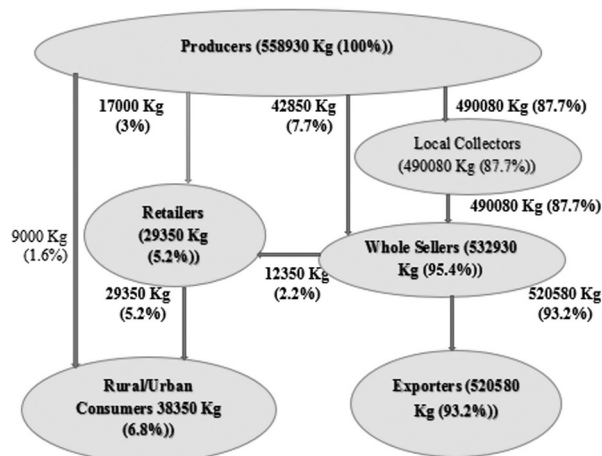 Producers (558930 Kg (100%))
17000 Kg
(3%)
42850 Kg
(7.7%)
490080 Kg (87.7%)
Local Collectors
(490080 Kg (87.7%))
490080 Kg (87.7%)
Retailers
(29350 Kg
(5.2%))
9000 Kg
(1.6%)
Whole Sellers (532930
Kg (95.4%))
12350 Kg
(2.2%)
29350 Kg
(5.2%)
520580 Kg
(93.2%)
Rural/Urban
Consumers 38350 Kg
(6.8%))
Exporters (520580
Kg (93.2%))